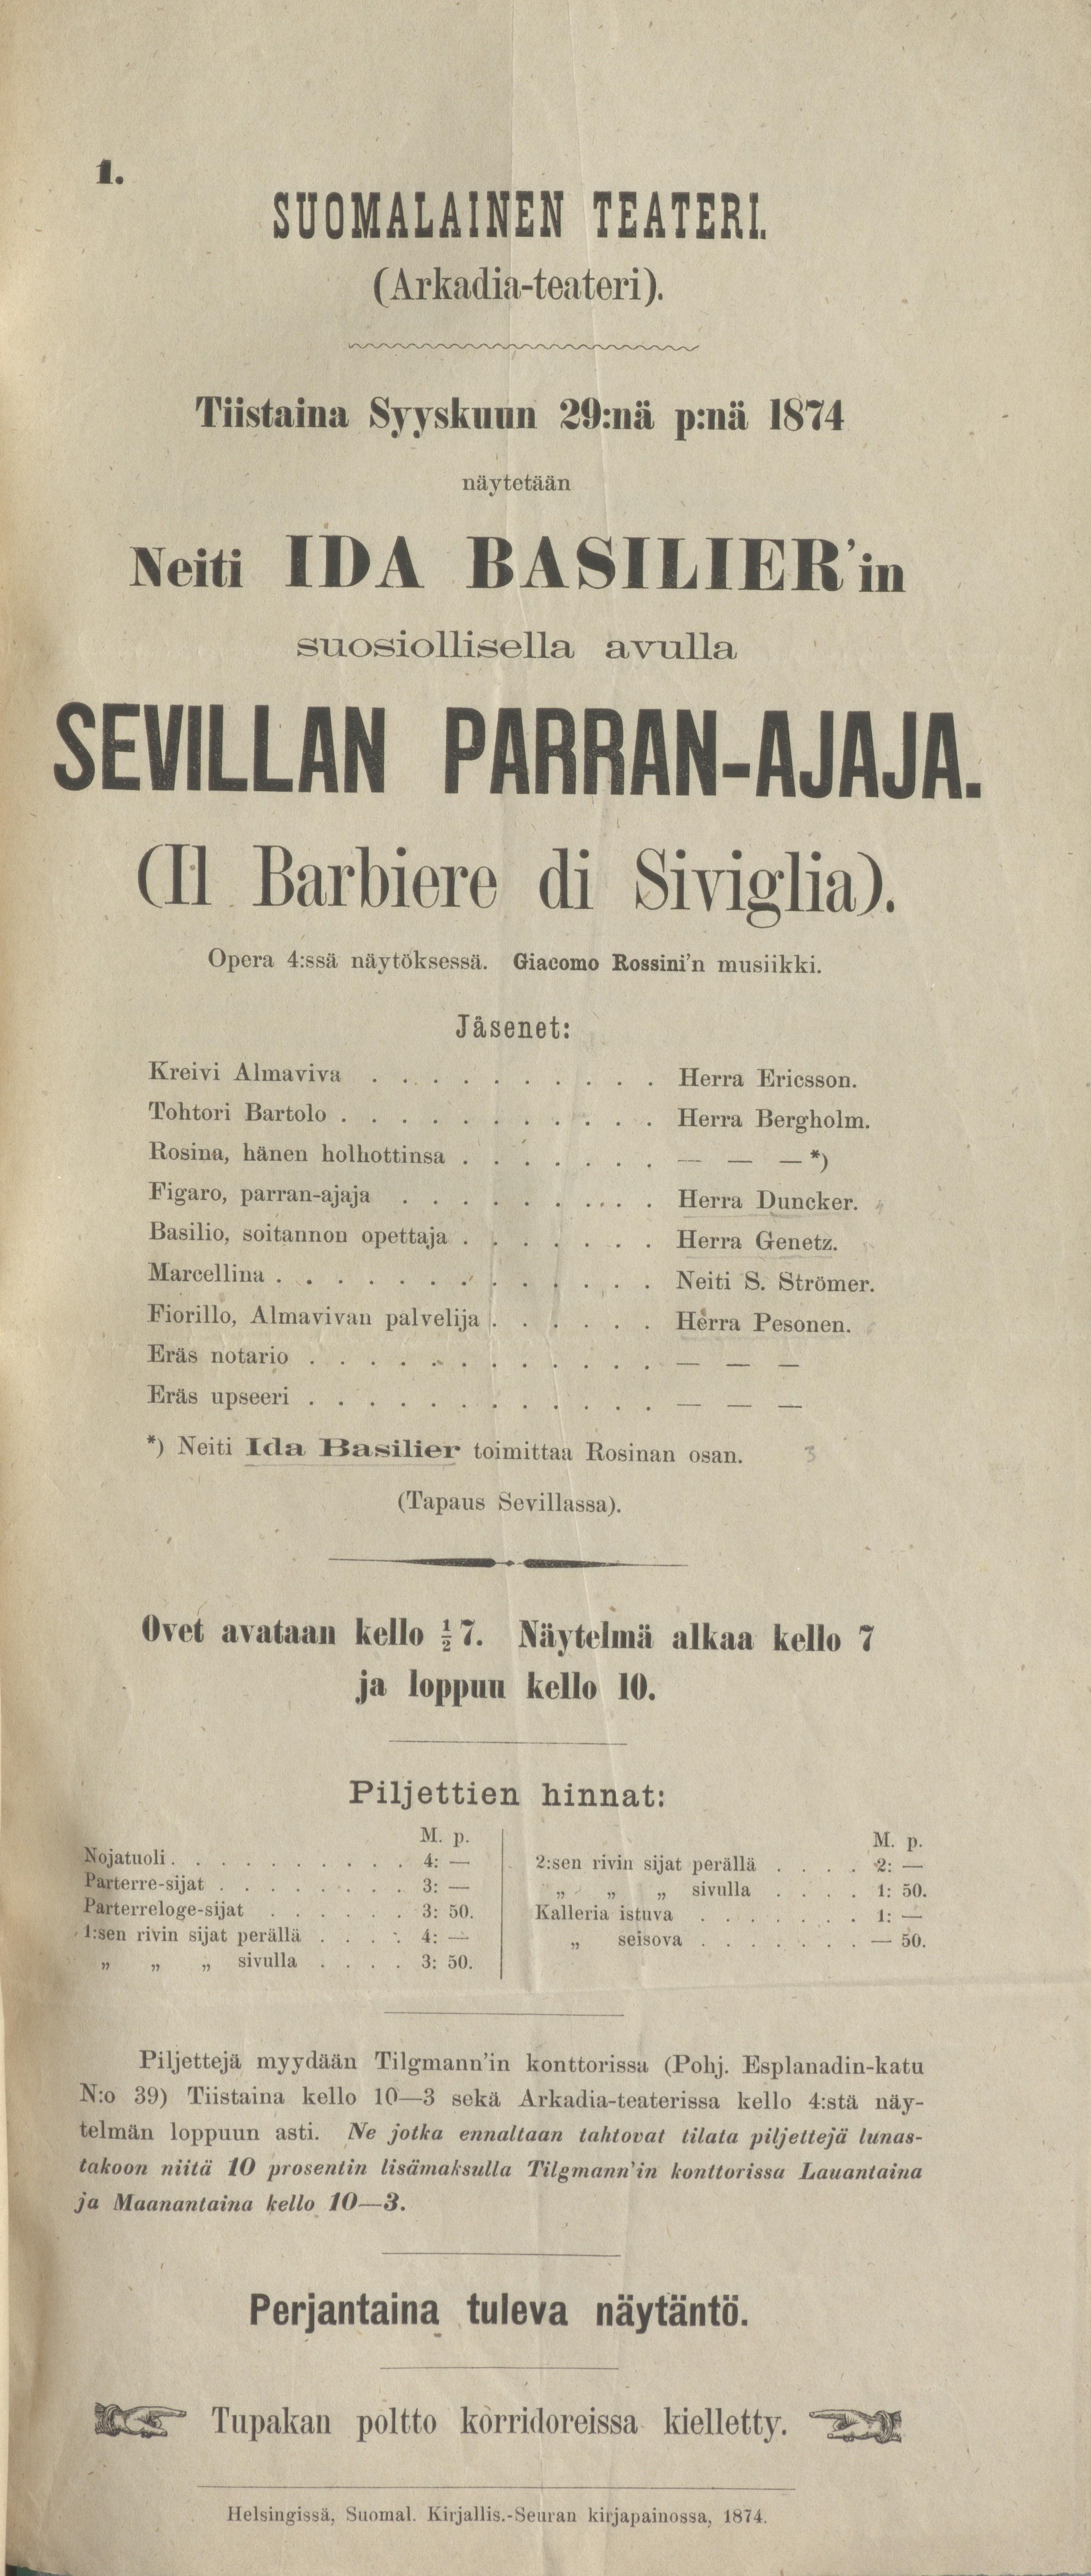 1.
SUOMALAINEN TEATERI.
(Arkadia-teateri).
Tiistaina Syyskuun 29:nä p:nä 1874
näytetään
Neiti IDA BASILIER'in
suosiollisella avulla
SEVILLAN PARRAN-AJAJA.
(Il Barbiere di Siviglia).
Opera 4:ssä näytöksessä. Giacomo Rossini'n musiikki.
Jäsenet:
Kreivi Almaviva . . . . . . . . . . Herra Ericsson.
Tohtori Bartolo . . . . . . . . . . . Herra Bergholm.
Rosina, hänen holhottinsa . . . . . . . — — —*)
Figaro, parran-ajaja . . . . . . . . . Herra Duncker.
Basilio, soitannon opettaja . . . . . . . Herra Genetz.
Marcellina . . . . . . . . . . . . . Neiti S. Strömer.
Fiorillo, Almavivan palvelija . . . . . . Herra Pesonen.
Eräs notario . . . . . . . . . . . . — — —
Eräs upseeri . . . . . . . . . . . . — — —
*) Neiti Ida Basilier toimittaa Rosinan osan. 3
(Tapaus Sevillassa).
Ovet avataan kello ½ 7. Näytelmä alkaa kello 7
ja loppuu kello 10.
Piljettien hinnat:
M. p.
Nojatuoli . . . . . . . . . 4: —
Parterre-sijat . . . . . . . 3: —
Parterreloge-sijat . . . . . 3: 50.
1:sen rivin sijat perällä . . . . 4: —
„ „ „ sivulla . . . . 3: 50.
M. p.
2:sen rivin sijat perällä . . . . 2: —
„ „ „ sivulla . . . . 1: 50.
Kalleria istuva . . . . . . . 1: —
„ seisova . . . . . . . — 50.
Piljettejä myydään Tilgmann'in konttorissa (Pohj. Esplanadin-katu
N:o 39) Tiistaina kello 10—3 sekä Arkadia-teaterissa kello 4:stä näy-
telmän loppuun asti. Ne jotka ennaltaan tahtovat tilata piljettejä lunas-
takoon niitä 10 prosentin lisämaksulla Tilgmann'in konttorissa Lauantaina
ja Maanantaina kello 10—3.
Perjantaina tuleva näytäntö.
Tupakan poltto korridoreissa kielletty.
Helsingissä, Suomal. Kirjallis.-Seuran kirjapainossa, 1874.